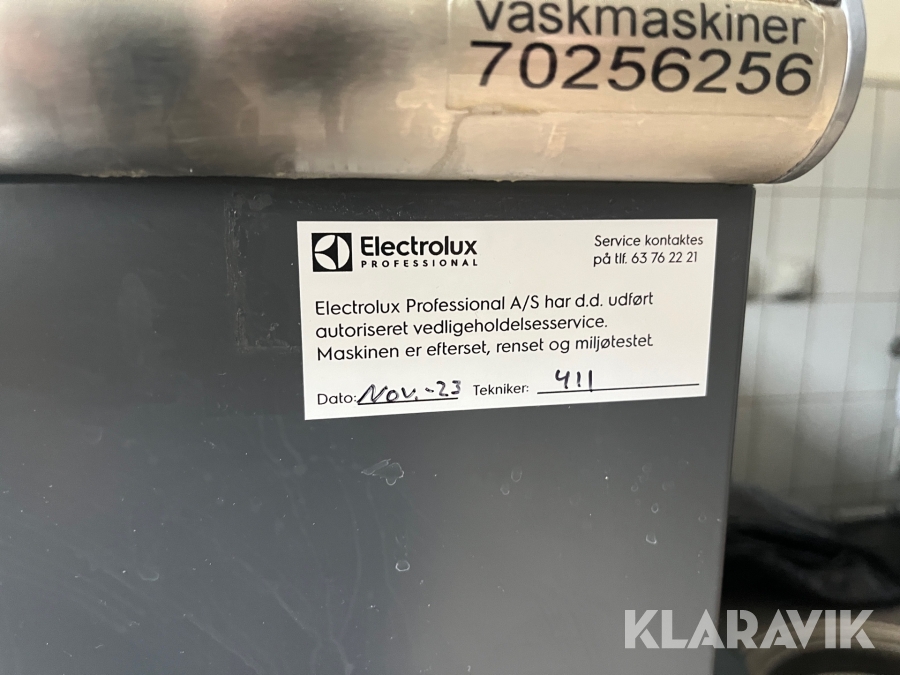 vaskmaskiner
70256256
Electrolux
PROFESSIONAL
Service kontaktes
på tlf. 63 76 22 21
Electrolux Professional A/S har d.d. udført
autoriseret vedligeholdelsesservice.
Maskinen er efterset, renset og miljøtestet
Dato: Nov.-23 Tekniker: 411
KLARAVIK